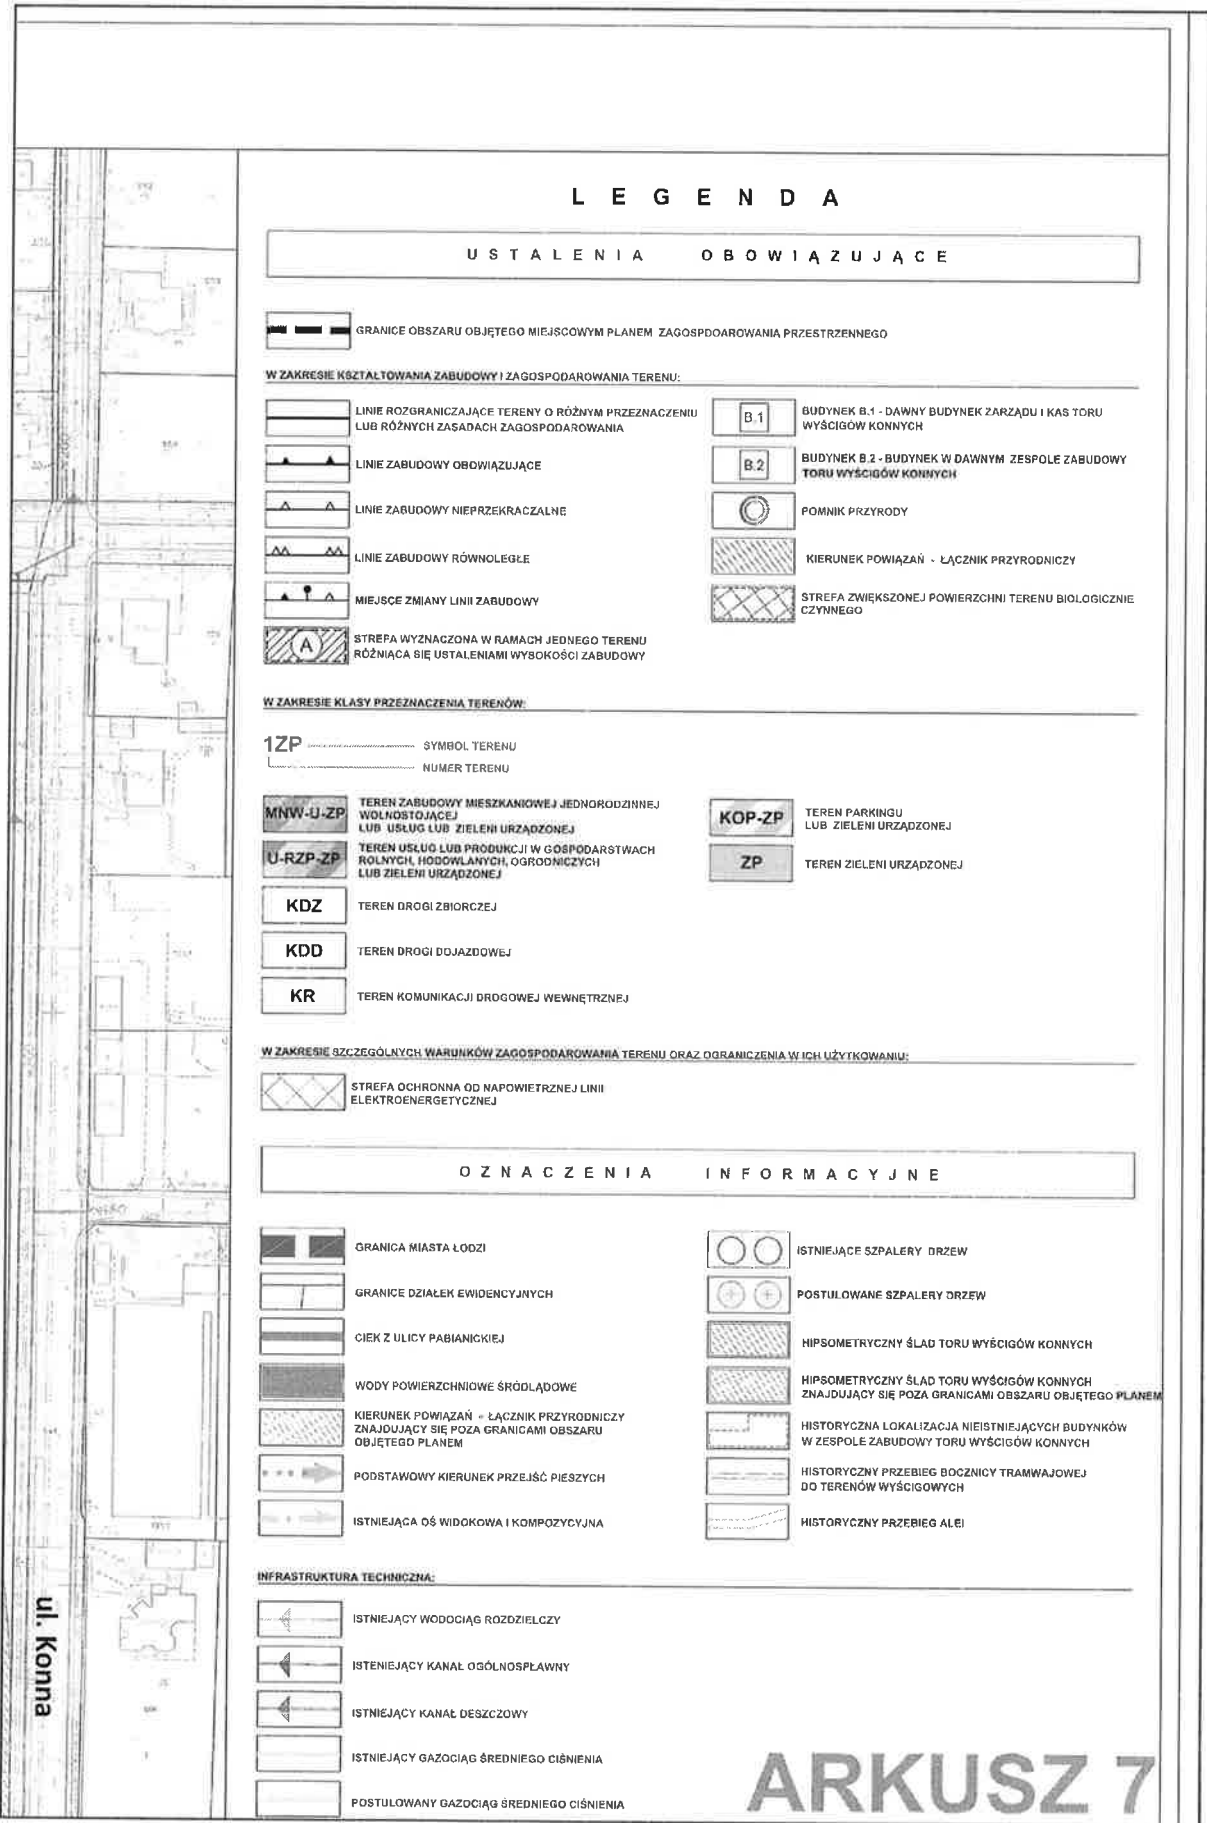 LEGENDA
USTALENIA OBOWIĄZUJĄCE
GRANICE OBSZARU OBJĘTEGO MIEJSCOWYM PLANEM ZAGOSPDOAROWANIA PRZESTRZENNEGO
W ZAKRESIE KSZTAŁTOWANIA ZABUDOWY I ZAGOSPODAROWANIA TERENU:
LINIE ROZGRANICZAJĄCE TERENY O RÓŻNYM PRZEZNACZENIU
LUB RÓŻNYCH ZASADACH ZAGOSPODAROWANIA
LINIE ZABUDOWY OBOWIĄZUJĄCE
LINIE ZABUDOWY NIEPRZEKRACZALNE
LINIE ZABUDOWY RÓWNOLEGŁE
MIEJSCE ZMIANY LINII ZABUDOWY
A
STREFA WYZNACZONA W RAMACH JEDNEGO TERENU
RÓŻNIĄCA SIĘ USTALENIAMI WYSOKOŚCI ZABUDOWY
B.1
BUDYNEK B.1 - DAWNY BUDYNEK ZARZĄDU I KAS TORU
WYŚCIGÓW KONNYCH
B.2
BUDYNEK B.2 - BUDYNEK W DAWNYM ZESPOLE ZABUDOWY
TORU WYŚCIGÓW KONNYCH
POMNIK PRZYRODY
KIERUNEK POWIĄZAŃ - ŁĄCZNIK PRZYRODNICZY
STREFA ZWIĘKSZONEJ POWIERZCHNI TERENU BIOLOGICZNIE
CZYNNEGO
W ZAKRESIE KLASY PRZEZNACZENIA TERENÓW:
1ZP
SYMBOL TERENU
NUMER TERENU
MNW-U-ZP
TEREN ZABUDOWY MIESZKANIOWEJ JEDNORODZINNEJ
WOLNOSTOJĄCEJ
LUB USŁUG LUB ZIELENI URZĄDZONEJ
U-RZP-ZP
TEREN USŁUG LUB PRODUKCJI W GOSPODARSTWACH
ROLNYCH, HODOWLANYCH, OGRODNICZYCH
LUB ZIELENI URZĄDZONEJ
KDZ
TEREN DROGI ZBIORCZEJ
KDD
TEREN DROGI DOJAZDOWEJ
KR
TEREN KOMUNIKACJI DROGOWEJ WEWNĘTRZNEJ
KOP-ZP
TEREN PARKINGU
LUB ZIELENI URZĄDZONEJ
ZP
TEREN ZIELENI URZĄDZONEJ
W ZAKRESIE SZCZEGÓLNYCH WARUNKÓW ZAGOSPODAROWANIA TERENU ORAZ OGRANICZENIA W ICH UŻYTKOWANIU:
STREFA OCHRONNA OD NAPOWIETRZNEJ LINII
ELEKTROENERGETYCZNEJ
OZNACZENIA INFORMACYJNE
GRANICA MIASTA ŁODZI
GRANICE DZIAŁEK EWIDENCYJNYCH
CIEK Z ULICY PABIANICKIEJ
WODY POWIERZCHNIOWE ŚRÓDLĄDOWE
KIERUNEK POWIĄZAŃ - ŁĄCZNIK PRZYRODNICZY
ZNAJDUJĄCY SIĘ POZA GRANICAMI OBSZARU
OBJĘTEGO PLANEM
PODSTAWOWY KIERUNEK PRZEJŚĆ PIESZYCH
ISTNIEJĄCA OŚ WIDOKOWA I KOMPOZYCYJNA
ISTNIEJĄCE SZPALERY DRZEW
POSTULOWANE SZPALERY DRZEW
HIPSOMETRYCZNY ŚLAD TORU WYŚCIGÓW KONNYCH
HIPSOMETRYCZNY ŚLAD TORU WYŚCIGÓW KONNYCH
ZNAJDUJĄCY SIĘ POZA GRANICAMI OBSZARU OBJĘTEGO PLANEM
HISTORYCZNA LOKALIZACJA NIEISTNIEJĄCYCH BUDYNKÓW
W ZESPOLE ZABUDOWY TORU WYŚCIGÓW KONNYCH
HISTORYCZNY PRZEBIEG BOCZNICY TRAMWAJOWEJ
DO TERENÓW WYŚCIGOWYCH
HISTORYCZNY PRZEBIEG ALEI
INFRASTRUKTURA TECHNICZNA:
ISTNIEJĄCY WODOCIĄG ROZDZIELCZY
ISTENIEJĄCY KANAŁ OGÓLNOSPŁAWNY
ISTNIEJĄCY KANAŁ DESZCZOWY
ISTNIEJĄCY GAZOCIĄG ŚREDNIEGO CIŚNIENIA
POSTULOWANY GAZOCIĄG ŚREDNIEGO CIŚNIENIA
ul. Konna
ARKUSZ 7